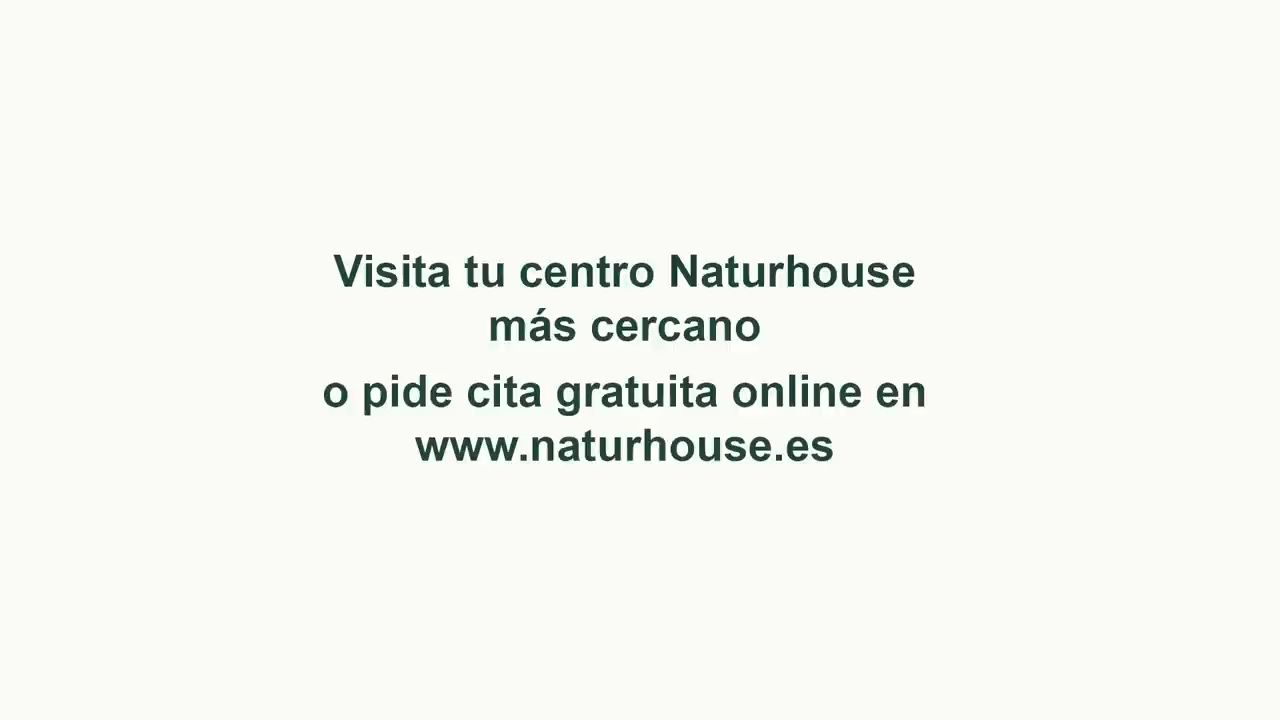 Visita tu centro Naturhouse
más cercano
o pide cita gratuita online en
www.naturhouse.es